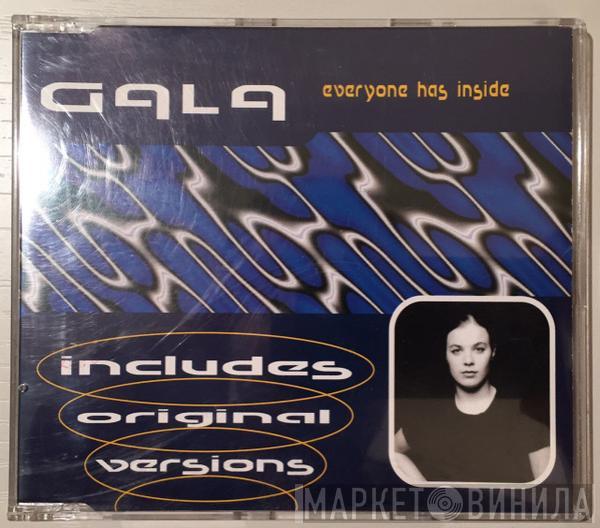 GALA
everyone has inside
includes
original
versions
МАРКЕТ ВИНИЛА